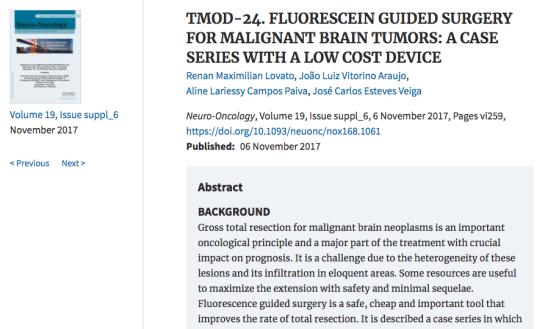 Neuro-Oncology
OXFORD
Volume 19, Issue suppl_6
November 2017
< Previous Next >
TMOD-24. FLUORESCEIN GUIDED SURGERY
FOR MALIGNANT BRAIN TUMORS: A CASE
SERIES WITH A LOW COST DEVICE
Renan Maximilian Lovato, João Luiz Vitorino Araujo,
Aline Lariessy Campos Paiva, José Carlos Esteves Veiga
Neuro-Oncology, Volume 19, Issue suppl_6, 6 November 2017, Pages vi259,
https://doi.org/10.1093/neuonc/nox168.1061
Published: 06 November 2017
Abstract
BACKGROUND
Gross total resection for malignant brain neoplasms is an important
oncological principle and a major part of the treatment with crucial
impact on prognosis. It is a challenge due to the heterogeneity of these
lesions and its infiltration in eloquent areas. Some resources are useful
to maximize the extension with safety and minimal sequelae.
Fluorescence guided surgery is a safe, cheap and important tool that
improves the rate of total resection. It is described a case series in which